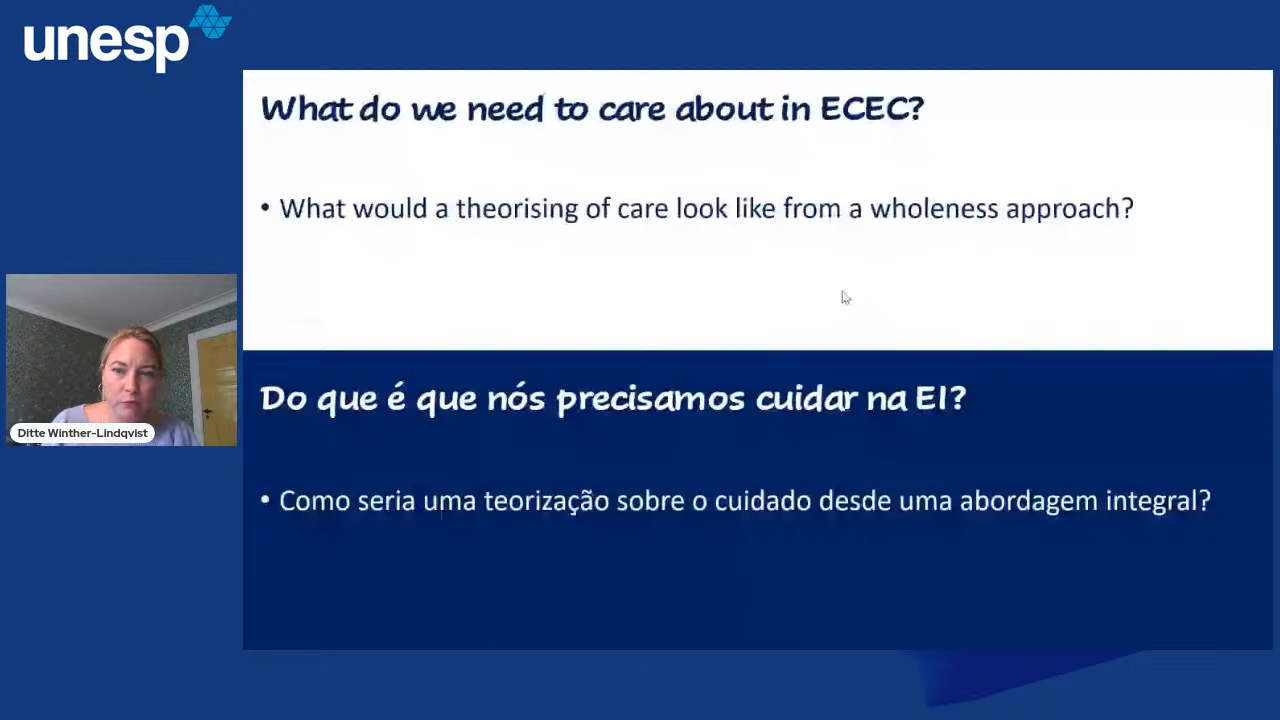 unesp
What do we need to care about in ECEC?
• What would a theorising of care look like from a wholeness approach?
Ditte Winther-Lindqvist
Do que é que nós precisamos cuidar na EI?
• Como seria uma teorização sobre o cuidado desde uma abordagem integral?